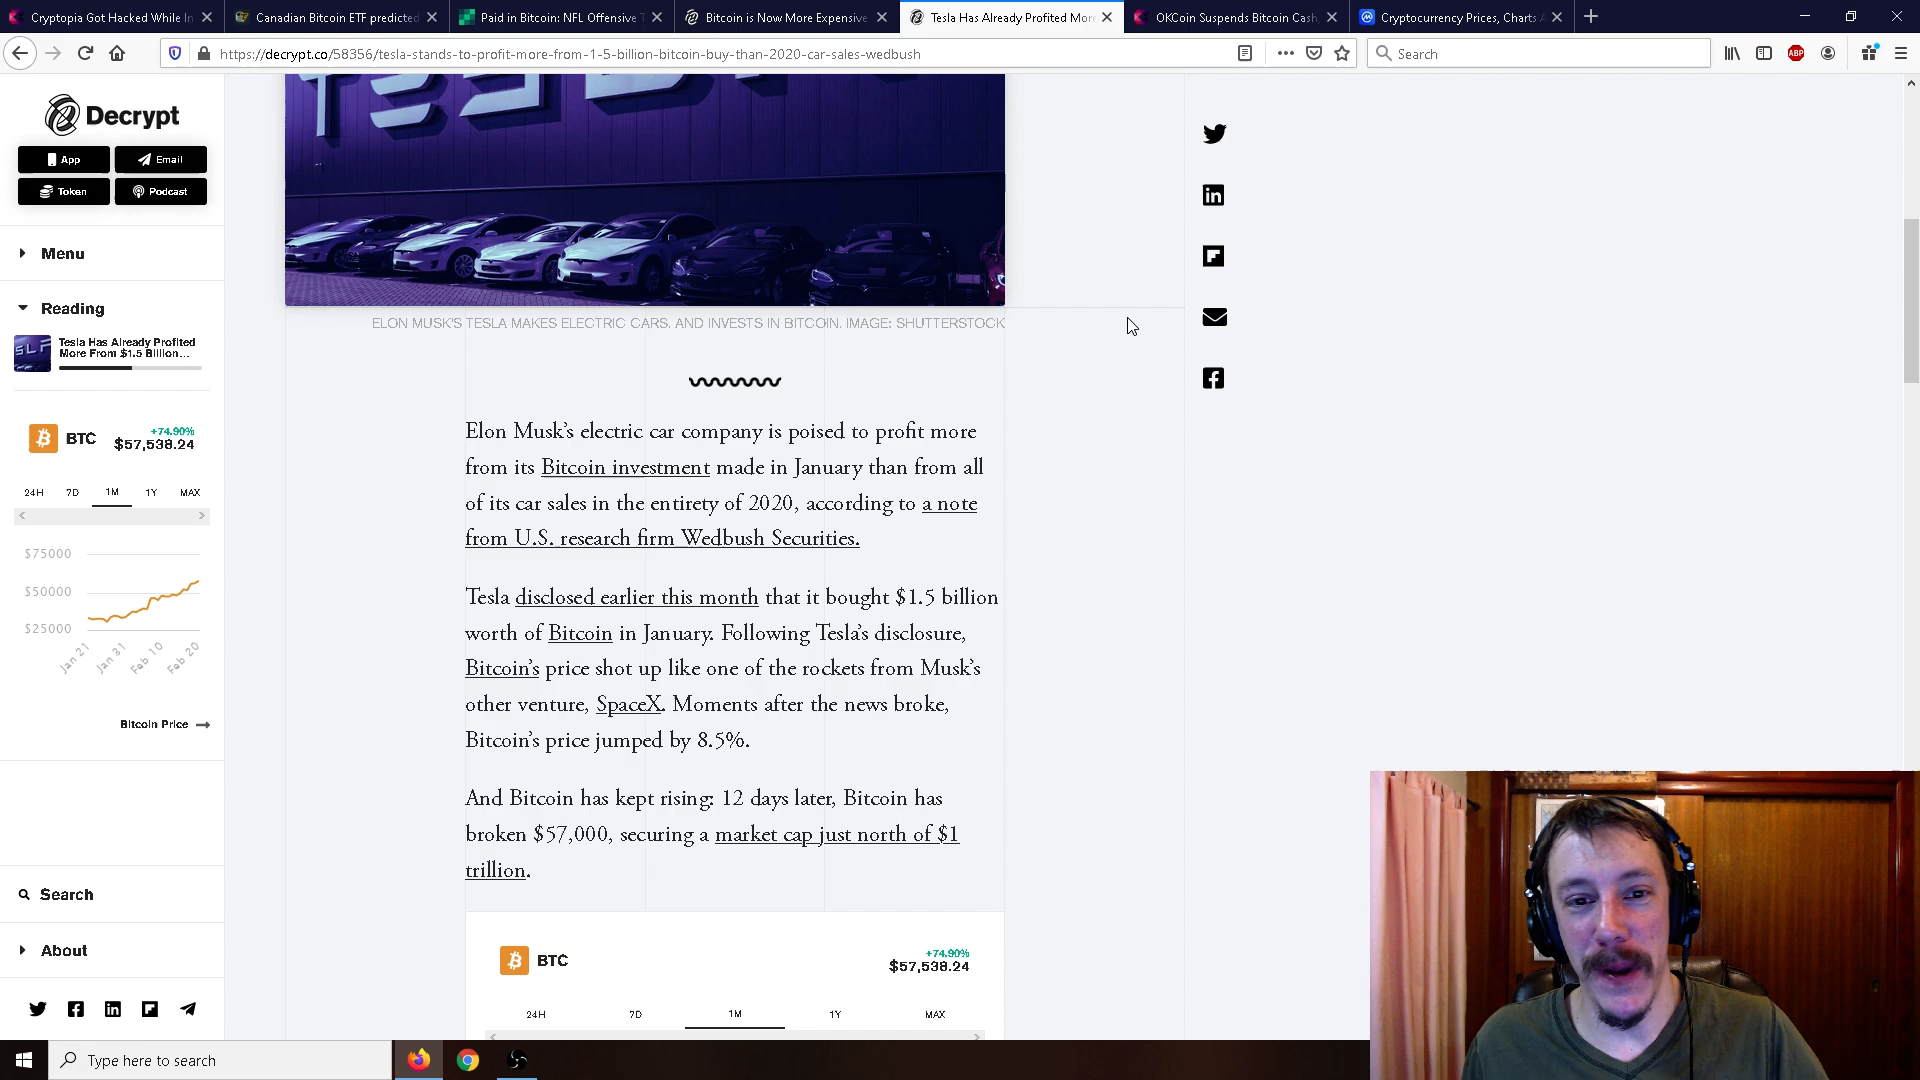 Cryptopia Got Hacked While In
Canadian Bitcoin ETF predicted
Paid in Bitcoin: NFL Offensive T
Bitcoin is Now More Expensive
Tesla Has Already Profited More
OKCoin Suspends Bitcoin Cash,
Cryptocurrency Prices, Charts A
https://decrypt.co/58356/tesla-stands-to-profit-more-from-1-5-billion-bitcoin-buy-than-2020-car-sales-wedbush
Search
ABP
Decrypt
App
Email
Token
Podcast
Menu
Reading
Tesla Has Already Profited
More From $1.5 Billion...
BTC
+74.90%
$57,538.24
24H 7D 1M 1Y MAX
$75000
$50000
$25000
Jan 21 Jan 31 Feb 10 Feb 20
Bitcoin Price
Search
About
TESL
ELON MUSK'S TESLA MAKES ELECTRIC CARS. AND INVESTS IN BITCOIN. IMAGE: SHUTTERSTOCK
Elon Musk's electric car company is poised to profit more
from its Bitcoin investment made in January than from all
of its car sales in the entirety of 2020, according to a note
from U.S. research firm Wedbush Securities.
Tesla disclosed earlier this month that it bought $1.5 billion
worth of Bitcoin in January. Following Tesla's disclosure,
Bitcoin's price shot up like one of the rockets from Musk's
other venture, SpaceX. Moments after the news broke,
Bitcoin's price jumped by 8.5%.
And Bitcoin has kept rising: 12 days later, Bitcoin has
broken $57,000, securing a market cap just north of $1
trillion.
BTC
+74.90%
$57,538.24
24H 7D 1M 1Y MAX
Type here to search